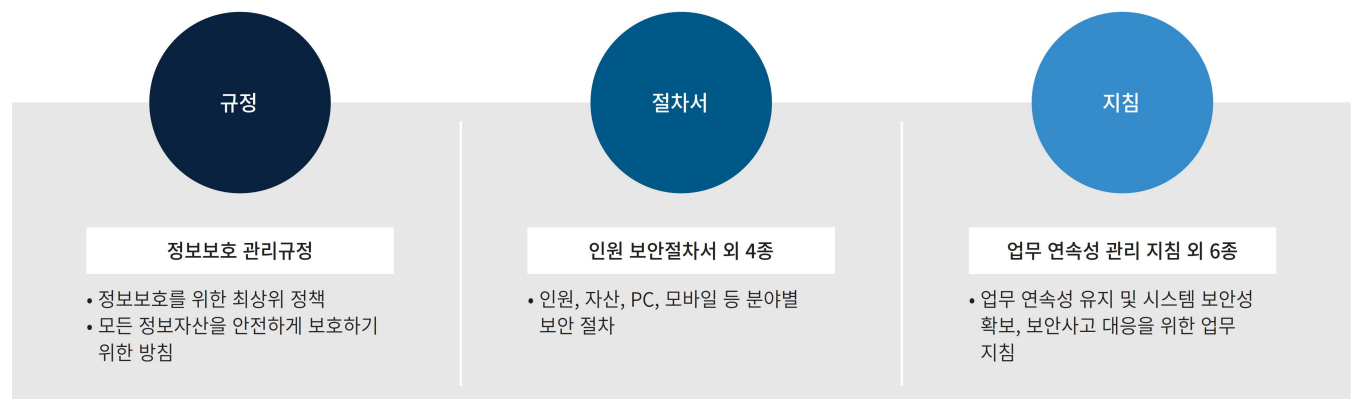 규정
정보보호 관리규정
• 정보보호를 위한 최상위 정책
• 모든 정보자산을 안전하게 보호하기
위한 방침
절차서
인원 보안절차서 외 4종
• 인원, 자산, PC, 모바일 등 분야별
보안 절차
지침
업무 연속성 관리 지침 외 6종
• 업무 연속성 유지 및 시스템 보안성
확보, 보안사고 대응을 위한 업무
지침